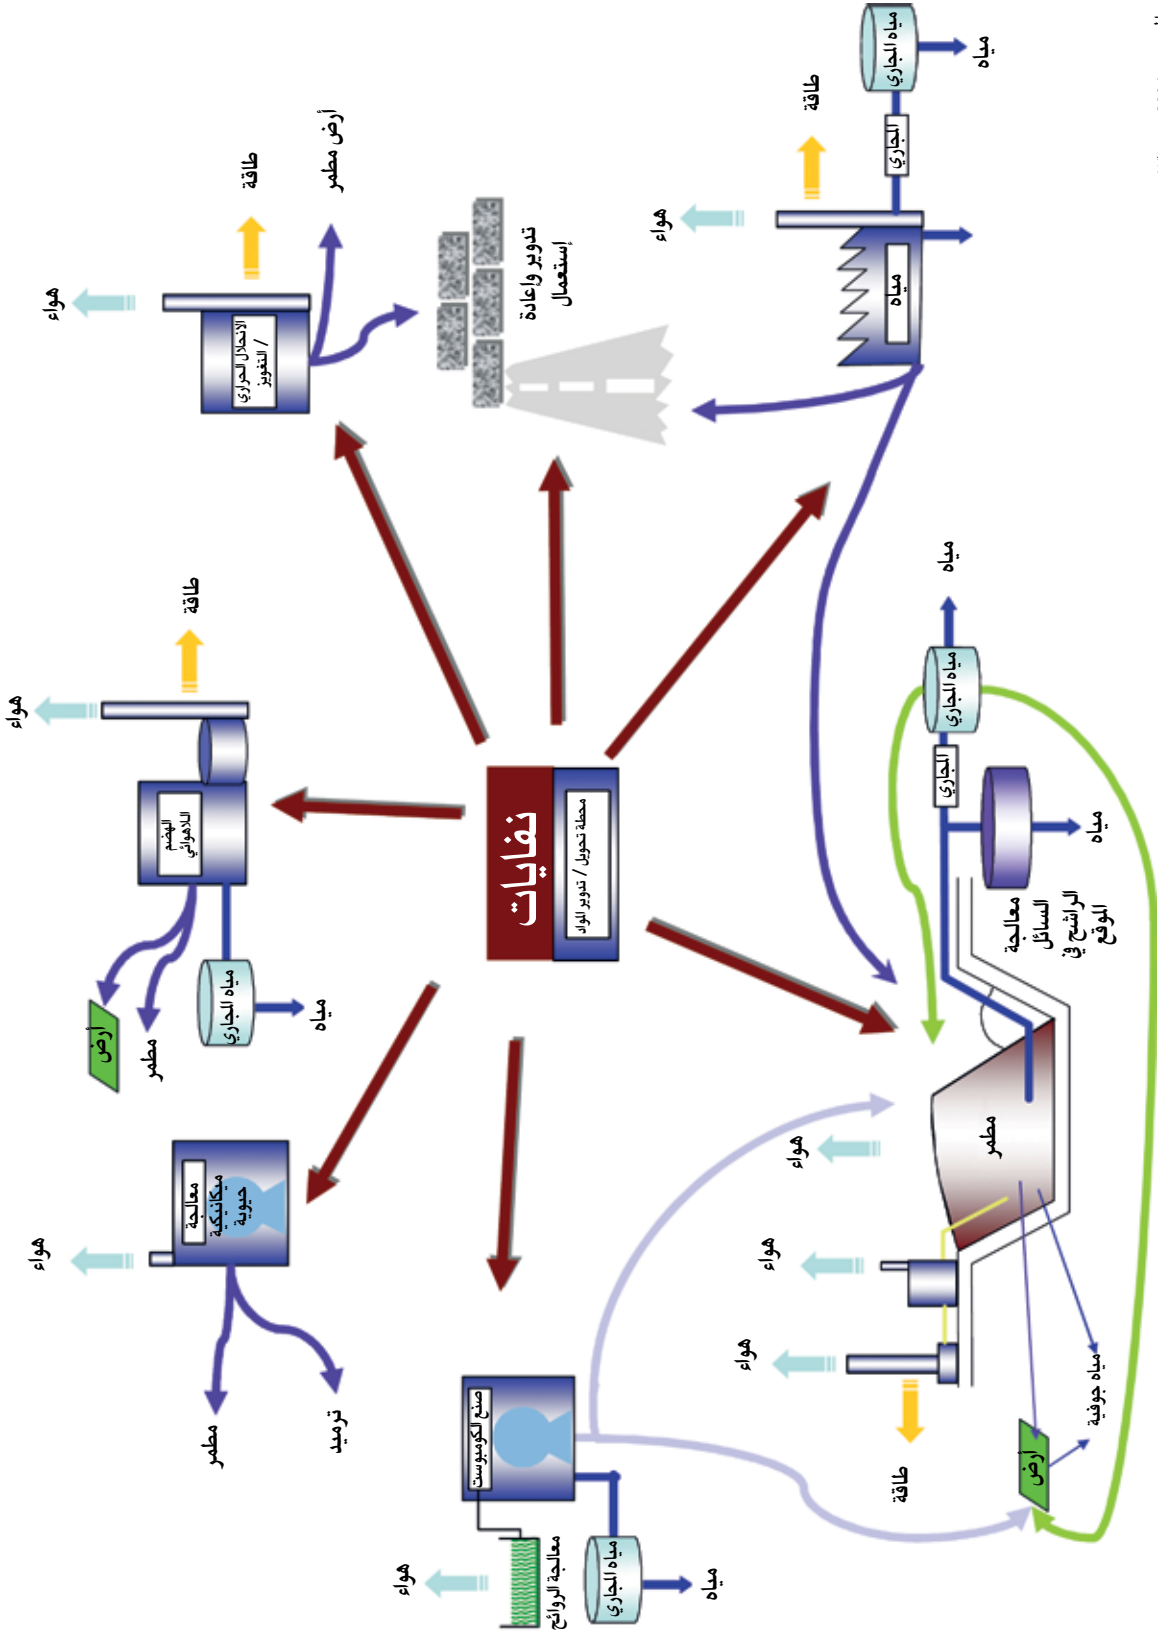 هواء
طاقة
أرض مطمر
الانحلال الحراري
/ التغويز
هواء
طاقة
الهضم
اللاهوائي
أرض
مطمر
مياه المجاري
مياه
هواء
معالجة
ميكانيكية
حيوية
مطمر
ترميد
تدوير وإعادة
إستعمال
نفايات
محطة تحويل / تدوير المواد
صنع الكومبوست
هواء
معالجة الروائح
مياه المجاري
مياه
هواء
طاقة
مياه
المجاري
مياه المجاري
مياه
مياه
مياه المجاري
المجاري
معالجة
السائل
الراشح في
الموقع
مياه
هواء
مطمر
هواء
هواء
طاقة
أرض
مياه جوفية